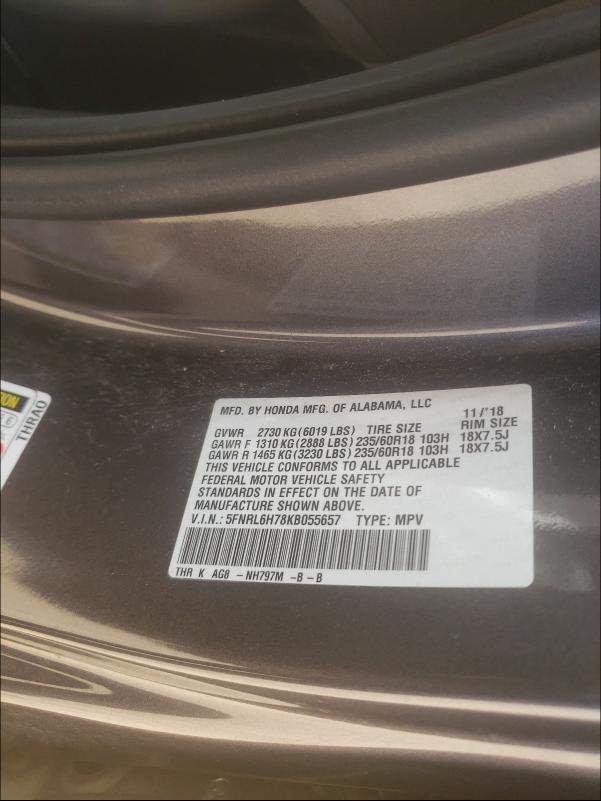 MFD. BY HONDA MFG. OF ALABAMA, LLC 11/'18
GVWR 2730 KG (6019 LBS) TIRE SIZE RIM SIZE
GAWR F 1310 KG (2888 LBS) 235/60R18 103H 18X7.5J
GAWR R 1465 KG (3230 LBS) 235/60R18 103H 18X7.5J
THIS VEHICLE CONFORMS TO ALL APPLICABLE
FEDERAL MOTOR VEHICLE SAFETY
STANDARDS IN EFFECT ON THE DATE OF
MANUFACTURE SHOWN ABOVE.
V.I.N.: 5FNRL6H78KB055657 TYPE: MPV
THR K AG8 - NH797M - B - B
THRA0